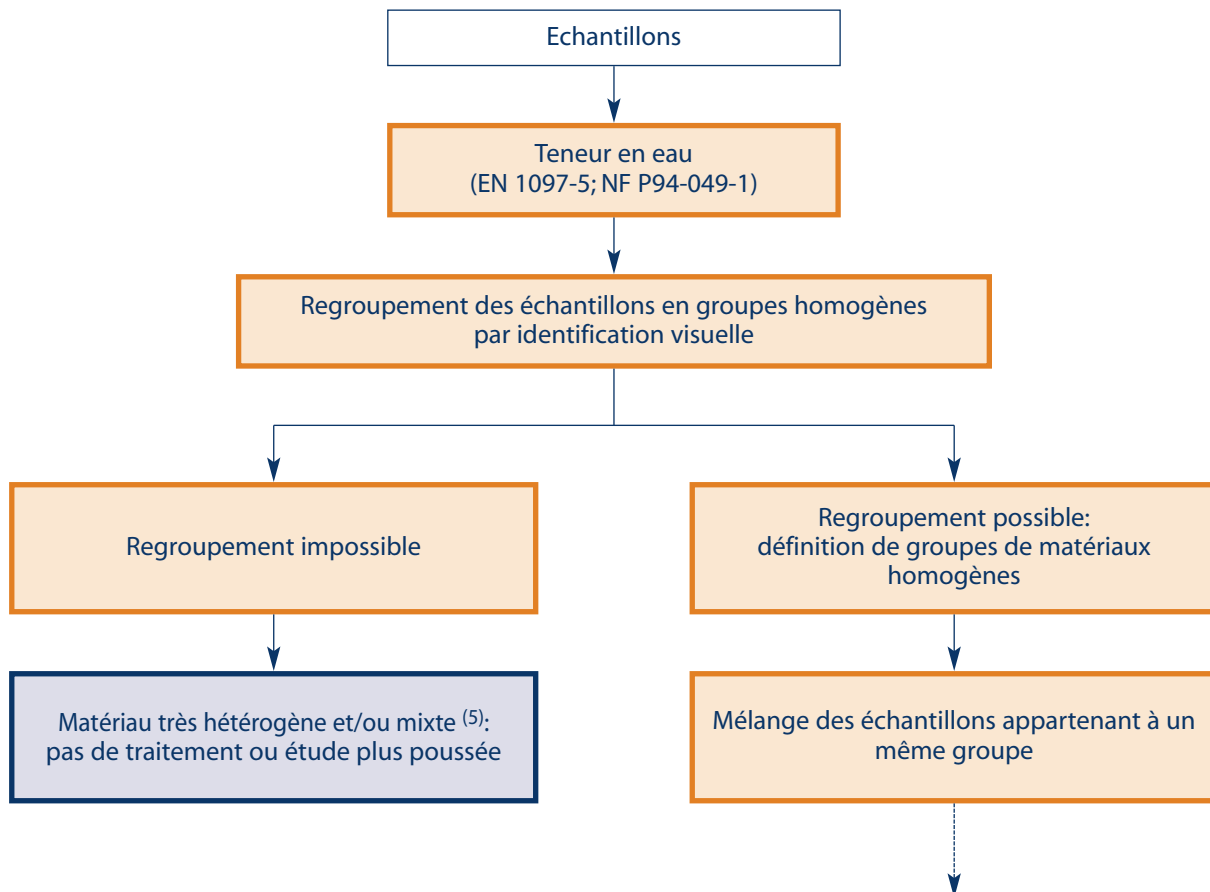 Echantillons
Teneur en eau
(EN 1097-5; NF P94-049-1)
Regroupement des échantillons en groupes homogènes
par identification visuelle
Regroupement impossible
Regroupement possible:
définition de groupes de matériaux
homogènes
Matériau très hétérogène et/ou mixte (5):
pas de traitement ou étude plus poussée
Mélange des échantillons appartenant à un
même groupe